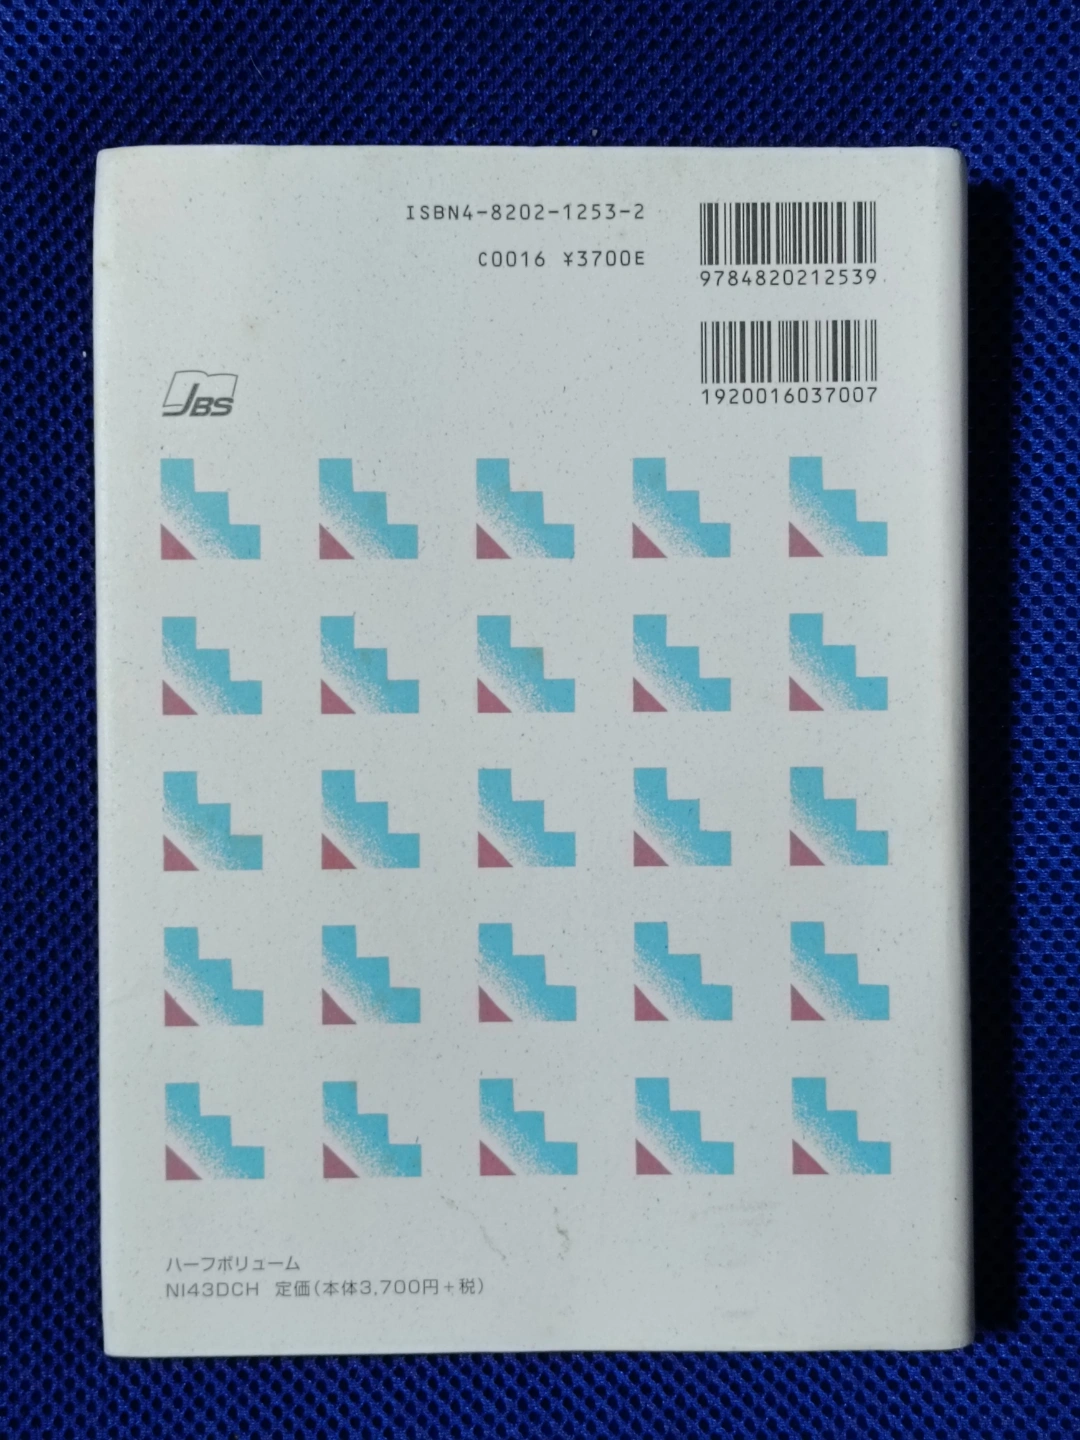 ISBN4-8202-1253-2
C0016 ¥3700E
9784820212539
1920016037007
JBS
ハーフボリューム
NI43DCH 定価(本体3,700円+税)